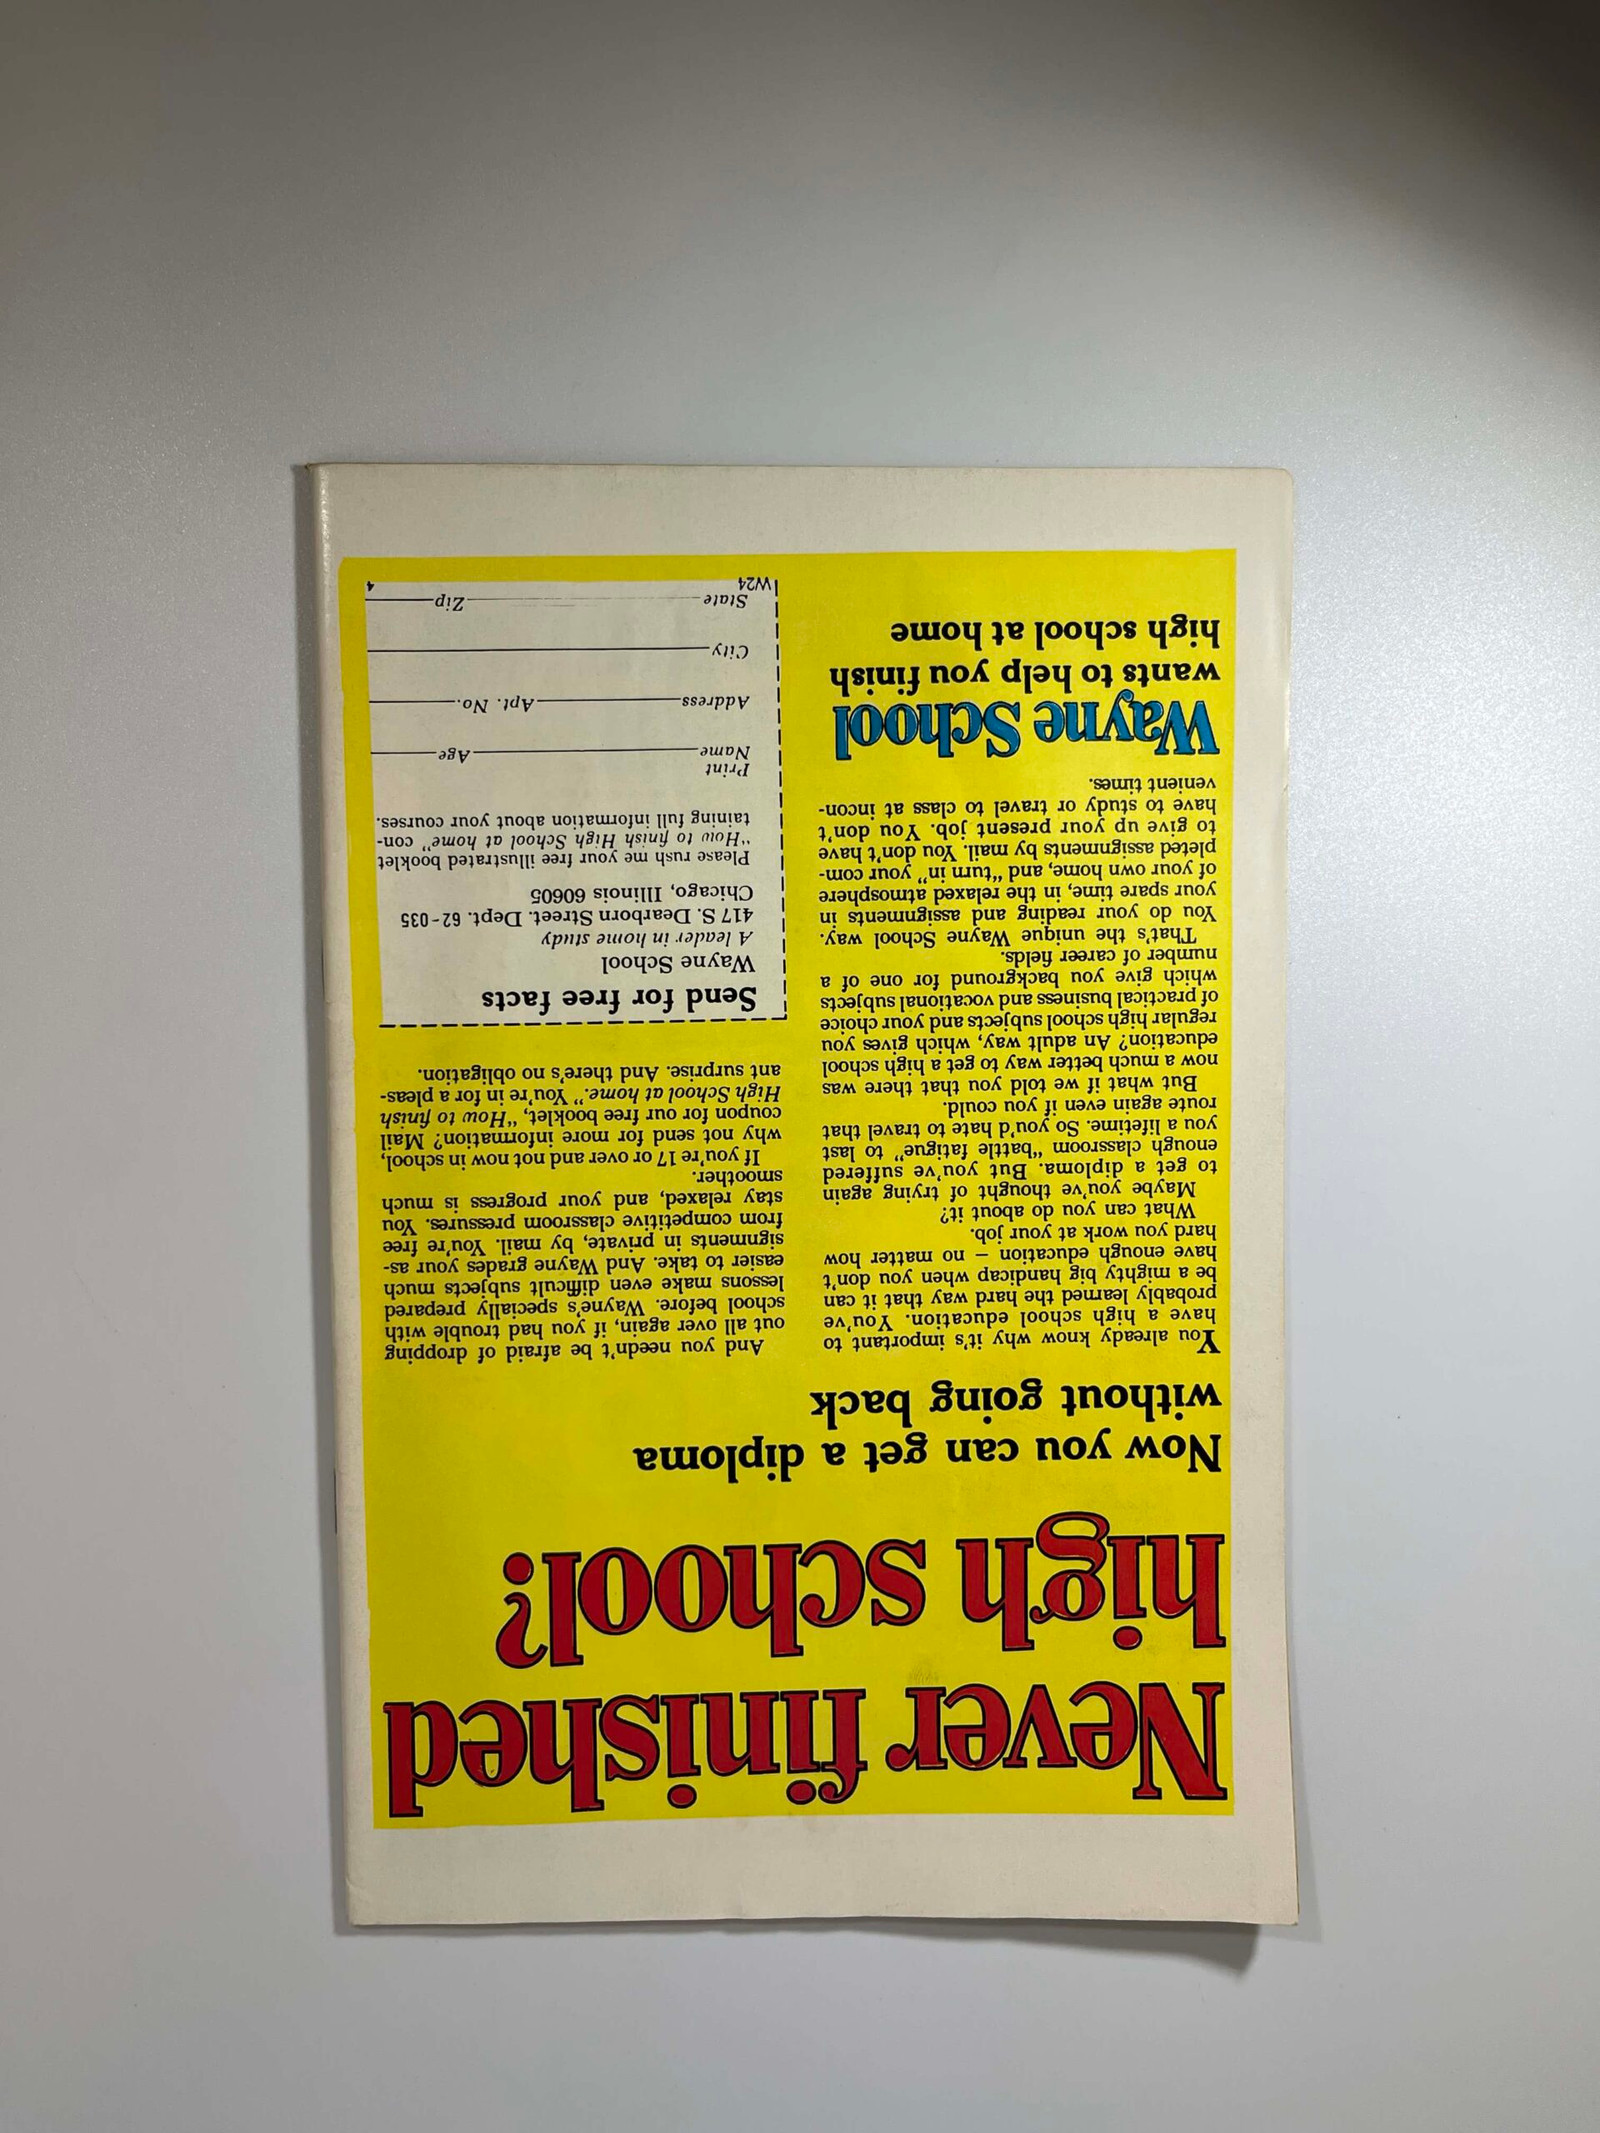 Never finished
high school?
Now you can get a diploma
without going back
You already know why it's important to
have a high school education. You've
probably learned the hard way that it can
be a mighty big handicap when you don't
have enough education – no matter how
hard you work at your job.
What can you do about it?
Maybe you've thought of trying again
to get a diploma. But you've suffered
enough classroom "battle fatigue" to last
you a lifetime. So you'd hate to travel that
route again even if you could.
But what if we told you that there was
now a much better way to get a high school
education? An adult way, which gives you
regular high school subjects and your choice
of practical business and vocational subjects
which give you background for one of a
number of career fields.
That's the unique Wayne School way.
You do your reading and assignments in
your spare time, in the relaxed atmosphere
of your own home, and "turn in" your com-
pleted assignments by mail. You don't have
to give up your present job. You don't
have to study or travel to class at incon-
venient times.
Wayne School
wants to help you finish
high school at home
And you needn't be afraid of dropping
out all over again, if you had trouble with
school before. Wayne's specially prepared
lessons make even difficult subjects much
easier to take. And Wayne grades your as-
signments in private, by mail. You're free
from competitive classroom pressures. You
stay relaxed, and your progress is much
smoother.
If you're 17 or over and not now in school,
why not send for more information? Mail
coupon for our free booklet, "How to finish
High School at home." You're in for a pleas-
ant surprise. And there's no obligation.
Send for free facts
Wayne School
A leader in home study
417 S. Dearborn Street. Dept. 62-035
Chicago, Illinois 60605
Please rush me your free illustrated booklet
"How to finish High School at home" con-
taining full information about your courses.
Print
Name Age
Address Apt. No.
City
State Zip
W24 4